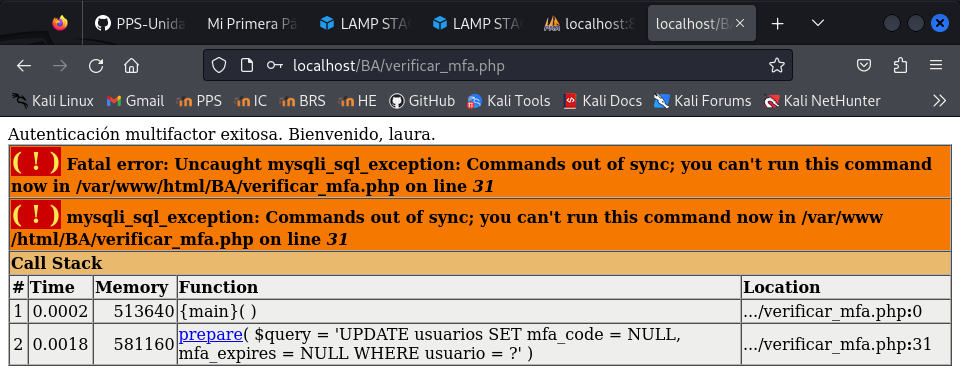 PPS-Unida
Mi Primera Pá
LAMP STA
LAMP STA
localhost:8
localhost/BA
localhost/BA/verificar_mfa.php
Kali Linux
Gmail
PPS
IC
BRS
HE
GitHub
Kali Tools
Kali Docs
Kali Forums
Kali NetHunter
Autenticación multifactor exitosa. Bienvenido, laura.
( ! ) Fatal error: Uncaught mysqli_sql_exception: Commands out of sync; you can't run this command
now in /var/www/html/BA/verificar_mfa.php on line 31
( ! ) mysqli_sql_exception: Commands out of sync; you can't run this command now in /var/www
/html/BA/verificar_mfa.php on line 31
Call Stack
# Time Memory Function Location
1 0.0002 513640 {main}( ) .../verificar_mfa.php:0
2 0.0018 581160 prepare( $query = 'UPDATE usuarios SET mfa_code = NULL,
mfa_expires = NULL WHERE usuario = ?' ) .../verificar_mfa.php:31